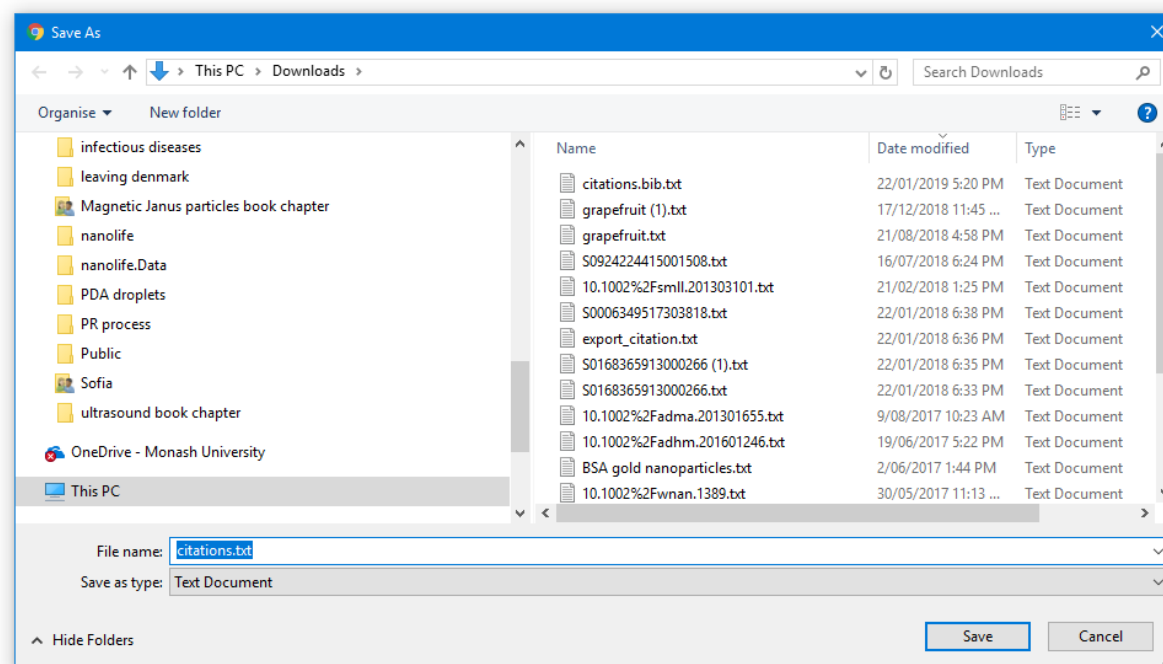 Save As
This PC > Downloads >
Search Downloads
Organise
New folder
infectious diseases
leaving denmark
Magnetic Janus particles book chapter
nanolife
nanolife.Data
PDA droplets
PR process
Public
Sofia
ultrasound book chapter
OneDrive - Monash University
This PC
Name Date modified Type
citations.bib.txt 22/01/2019 5:20 PM Text Document
grapefruit (1).txt 17/12/2018 11:45 ... Text Document
grapefruit.txt 21/08/2018 4:58 PM Text Document
S0924224415001508.txt 16/07/2018 6:24 PM Text Document
10.1002%2Fsmll.201303101.txt 21/02/2018 1:25 PM Text Document
S0006349517303818.txt 22/01/2018 6:38 PM Text Document
export_citation.txt 22/01/2018 6:36 PM Text Document
S0168365913000266 (1).txt 22/01/2018 6:35 PM Text Document
S0168365913000266.txt 22/01/2018 6:33 PM Text Document
10.1002%2Fadma.201301655.txt 9/08/2017 10:23 AM Text Document
10.1002%2Fadhm.201601246.txt 19/06/2017 5:22 PM Text Document
BSA gold nanoparticles.txt 2/06/2017 1:44 PM Text Document
10.1002%2Fwnan.1389.txt 30/05/2017 11:13 ... Text Document
File name: citations.txt
Save as type: Text Document
Hide Folders
Save
Cancel